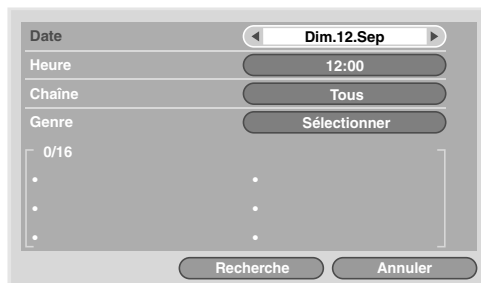 Date Dim.12.Sep
Heure 12:00
Chaîne Tous
Genre Sélectionner
0/16
• •
• •
• •
Recherche Annuler